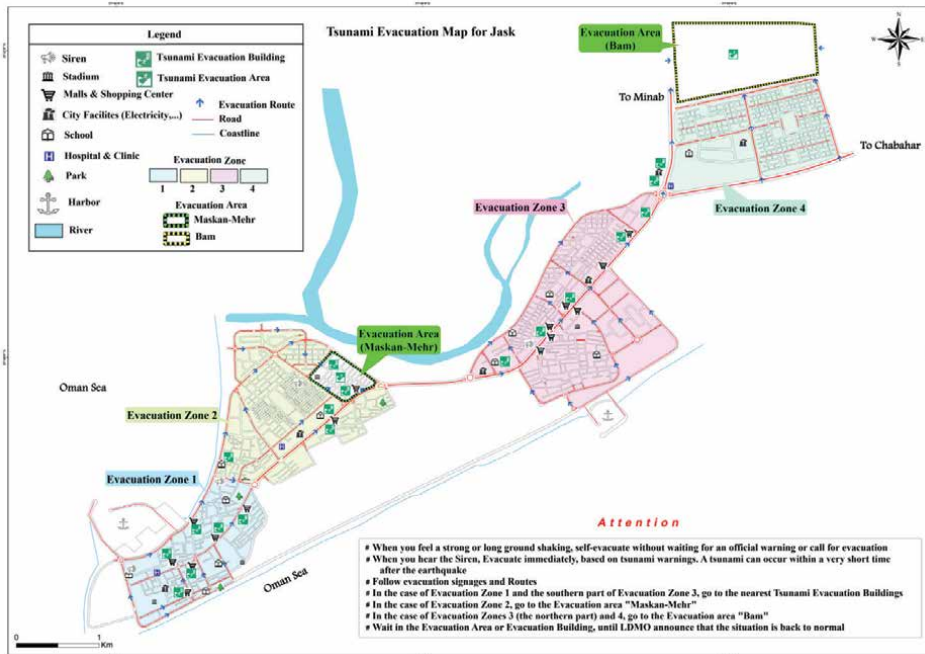 Tsunami Evacuation Map for Jask
Legend
Siren
Stadium
Malls & Shopping Center
City Facilites (Electricity,...)
School
Hospital & Clinic
Park
Harbor
River
Tsunami Evacuation Building
Tsunami Evacuation Area
Evacuation Route
Road
Coastline
Evacuation Zone
1 2 3 4
Evacuation Area
Maskan-Mehr
Bam
Evacuation Area
(Bam)
To Minab
To Chabahar
Evacuation Zone 3
Evacuation Zone 4
Evacuation Area
(Maskan-Mehr)
Oman Sea
Evacuation Zone 2
Evacuation Zone 1
Oman Sea
Attention
# When you feel a strong or long ground shaking, self-evacuate without waiting for an official warning or call for evacuation
# When you hear the Siren, Evacuate immediately, based on tsunami warnings. A tsunami can occur within a very short time
after the earthquake
# Follow evacuation signages and Routes
# In the case of Evacuation Zone 1 and the southern part of Evacuation Zone 3, go to the nearest Tsunami Evacuation Buildings
# In the case of Evacuation Zone 2, go to the Evacuation area "Maskan-Mehr"
# In the case of Evacuation Zones 3 (the northern part) and 4, go to the Evacuation area "Bam"
# Wait in the Evacuation Area or Evacuation Building, until LDMO announce that the situation is back to normal
0 1
Km